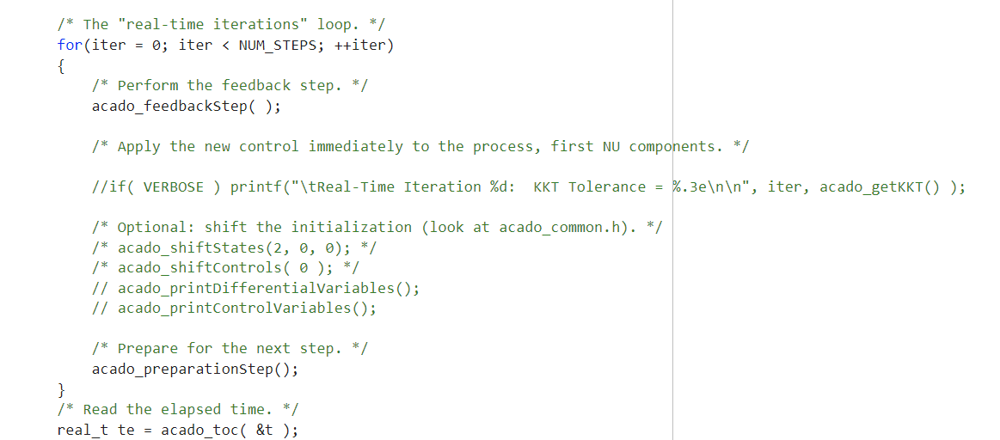 /* The "real-time iterations" loop. */
for(iter = 0; iter < NUM_STEPS; ++iter)
{
/* Perform the feedback step. */
acado_feedbackStep( );
/* Apply the new control immediately to the process, first NU components. */
//if( VERBOSE ) printf("\tReal-Time Iteration %d:  KKT Tolerance = %.3e\n\n", iter, acado_getKKT() );
/* Optional: shift the initialization (look at acado_common.h). */
/* acado_shiftStates(2, 0, 0); */
/* acado_shiftControls( 0 ); */
// acado_printDifferentialVariables();
// acado_printControlVariables();
/* Prepare for the next step. */
acado_preparationStep();
}
/* Read the elapsed time. */
real_t te = acado_toc( &t );